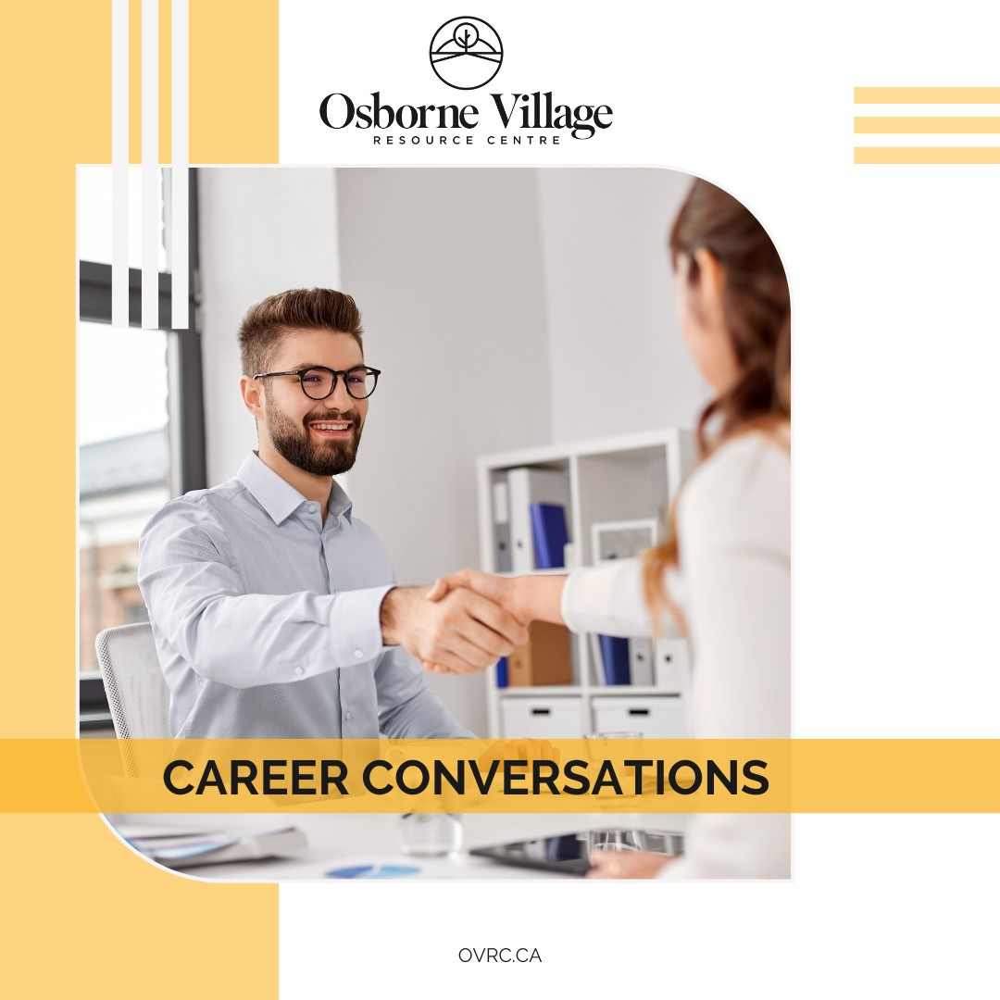 Osborne Village
RESOURCE CENTRE
CAREER CONVERSATIONS
OVRC.CA